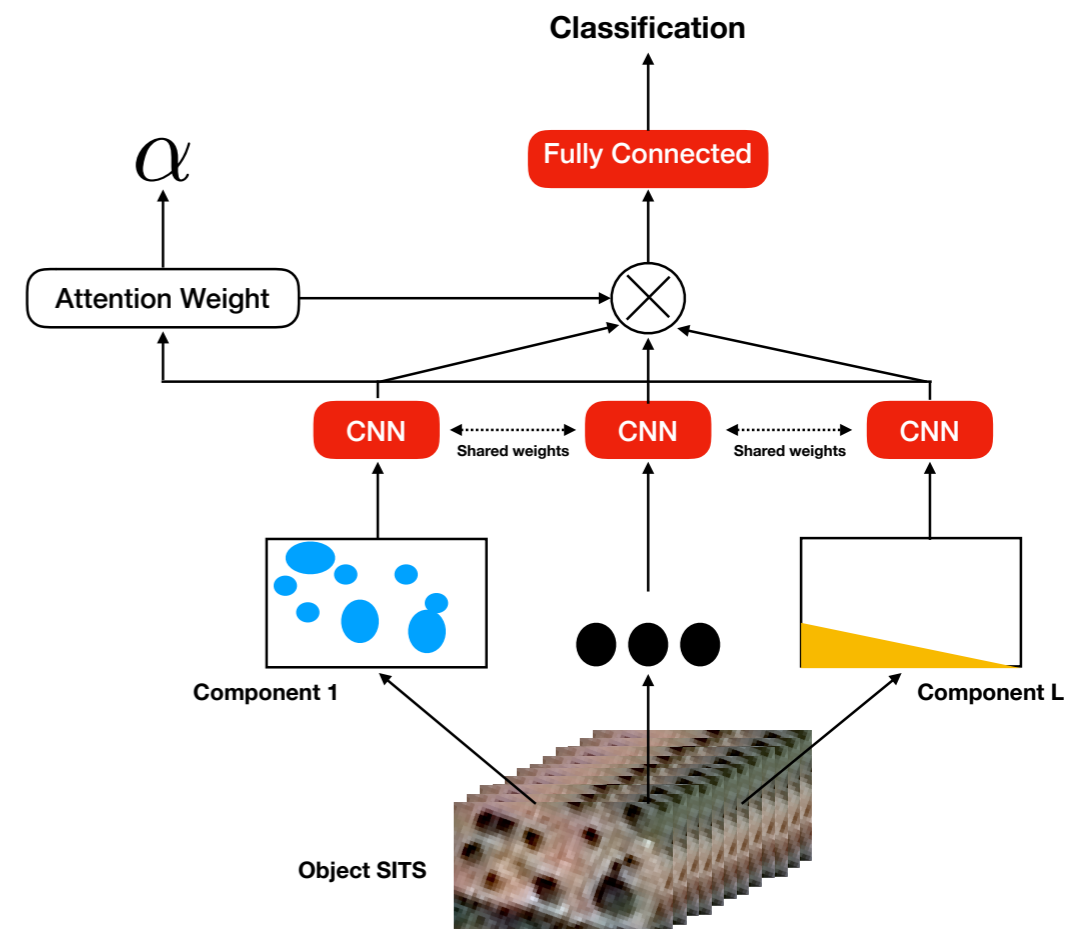 Classification
Fully Connected
α
Attention Weight
CNN
CNN
CNN
Shared weights
Shared weights
Component 1
Component L
Object SITS